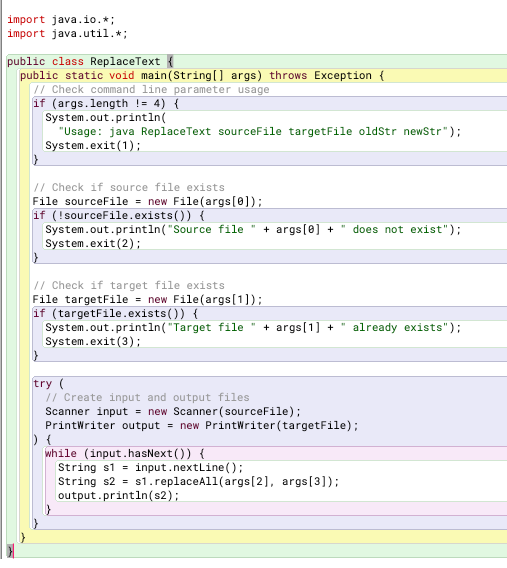 import java.io.*;
import java.util.*;

public class ReplaceText {
  public static void main(String[] args) throws Exception {
    // Check command line parameter usage
    if (args.length != 4) {
      System.out.println(
        "Usage: java ReplaceText sourceFile targetFile oldStr newStr");
      System.exit(1);
    }

    // Check if source file exists
    File sourceFile = new File(args[0]);
    if (!sourceFile.exists()) {
      System.out.println("Source file " + args[0] + " does not exist");
      System.exit(2);
    }

    // Check if target file exists
    File targetFile = new File(args[1]);
    if (targetFile.exists()) {
      System.out.println("Target file " + args[1] + " already exists");
      System.exit(3);
    }

    try (
      // Create input and output files
      Scanner input = new Scanner(sourceFile);
      PrintWriter output = new PrintWriter(targetFile);
    ) {
      while (input.hasNext()) {
        String s1 = input.nextLine();
        String s2 = s1.replaceAll(args[2], args[3]);
        output.println(s2);
      }
    }
  }
}